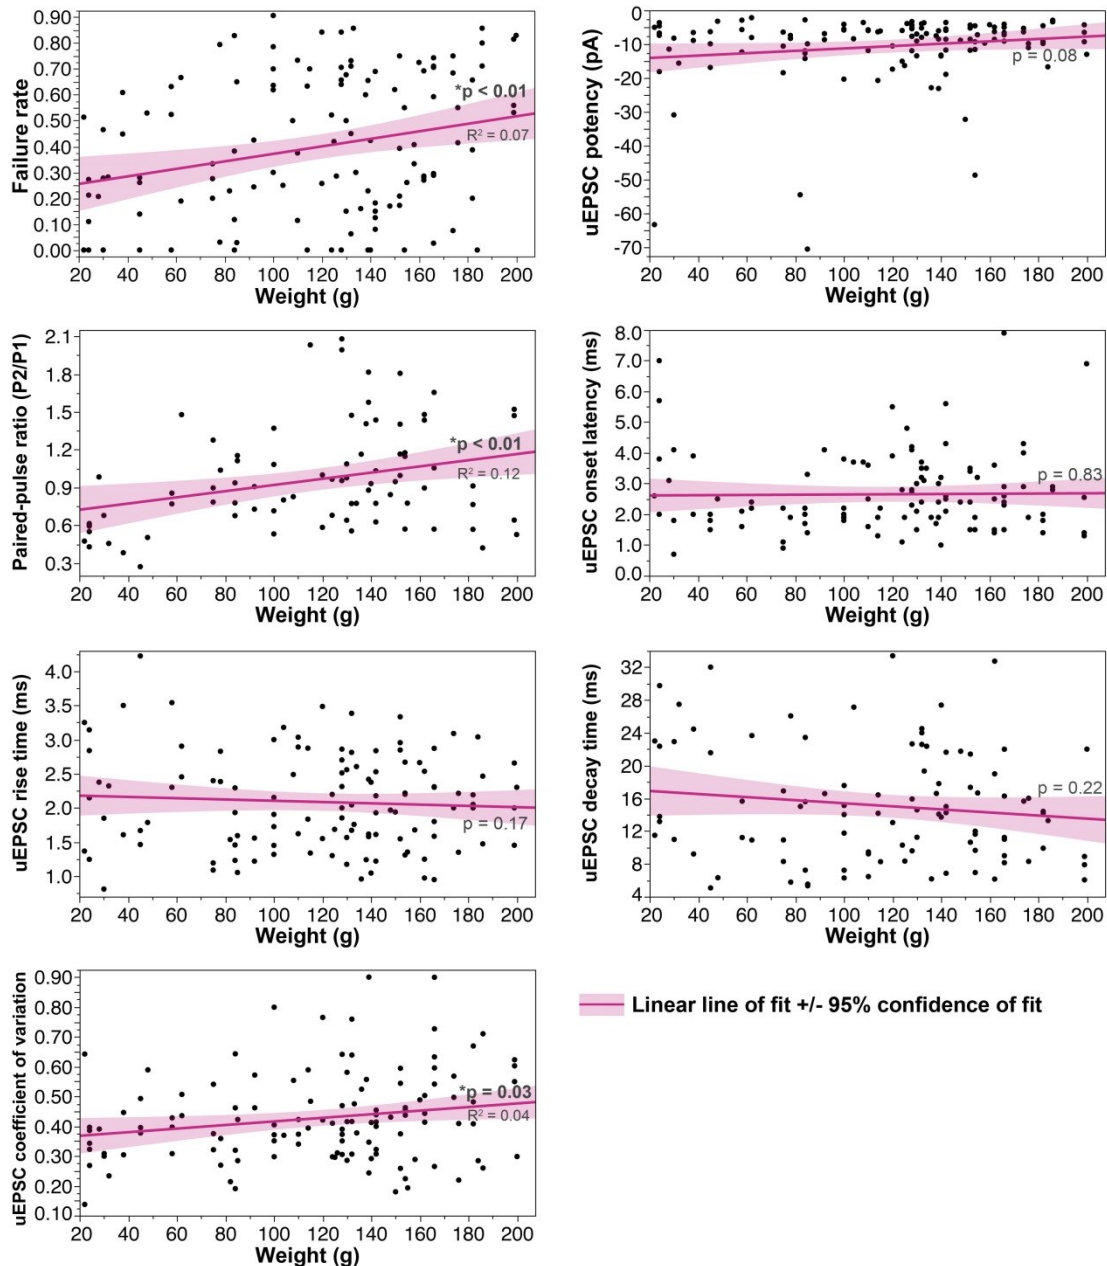 Failure rate
0.90
0.80
0.70
0.60
0.50
0.40
0.30
0.20
0.10
0.00
*p < 0.01
R² = 0.07
20 40 60 80 100 120 140 160 180 200
Weight (g)
uEPSC potency (pA)
0
-10
-20
-30
-40
-50
-60
-70
p = 0.08
20 40 60 80 100 120 140 160 180 200
Weight (g)
Paired-pulse ratio (P2/P1)
2.1
1.8
1.5
1.2
0.9
0.6
0.3
*p < 0.01
R² = 0.12
20 40 60 80 100 120 140 160 180 200
Weight (g)
uEPSC onset latency (ms)
8.0
7.0
6.0
5.0
4.0
3.0
2.0
1.0
0.0
p = 0.83
20 40 60 80 100 120 140 160 180 200
Weight (g)
uEPSC rise time (ms)
4.0
3.5
3.0
2.5
2.0
1.5
1.0
p = 0.17
20 40 60 80 100 120 140 160 180 200
Weight (g)
uEPSC decay time (ms)
32
28
24
20
16
12
8
4
p = 0.22
20 40 60 80 100 120 140 160 180 200
Weight (g)
uEPSC coefficient of variation
0.90
0.80
0.70
0.60
0.50
0.40
0.30
0.20
0.10
*p = 0.03
R² = 0.04
20 40 60 80 100 120 140 160 180 200
Weight (g)
Linear line of fit +/- 95% confidence of fit